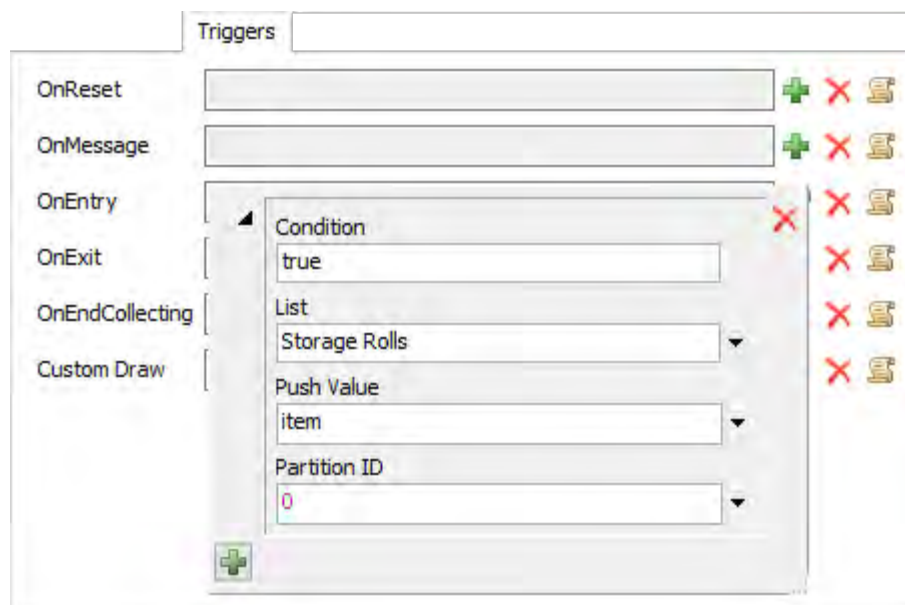 Triggers
OnReset
OnMessage
OnEntry
OnExit
OnEndCollecting
Custom Draw
Condition
true
List
Storage Rolls
Push Value
item
Partition ID
0